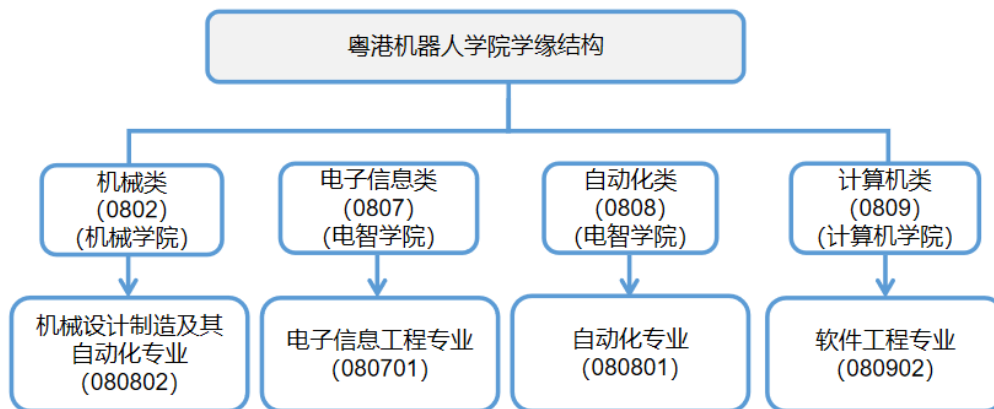 粤港机器人学院学缘结构
机械类
(0802)
(机械学院)
电子信息类
(0807)
(电智学院)
自动化类
(0808)
(电智学院)
计算机类
(0809)
(计算机学院)
机械设计制造及其
自动化专业
(080802)
电子信息工程专业
(080701)
自动化专业
(080801)
软件工程专业
(080902)